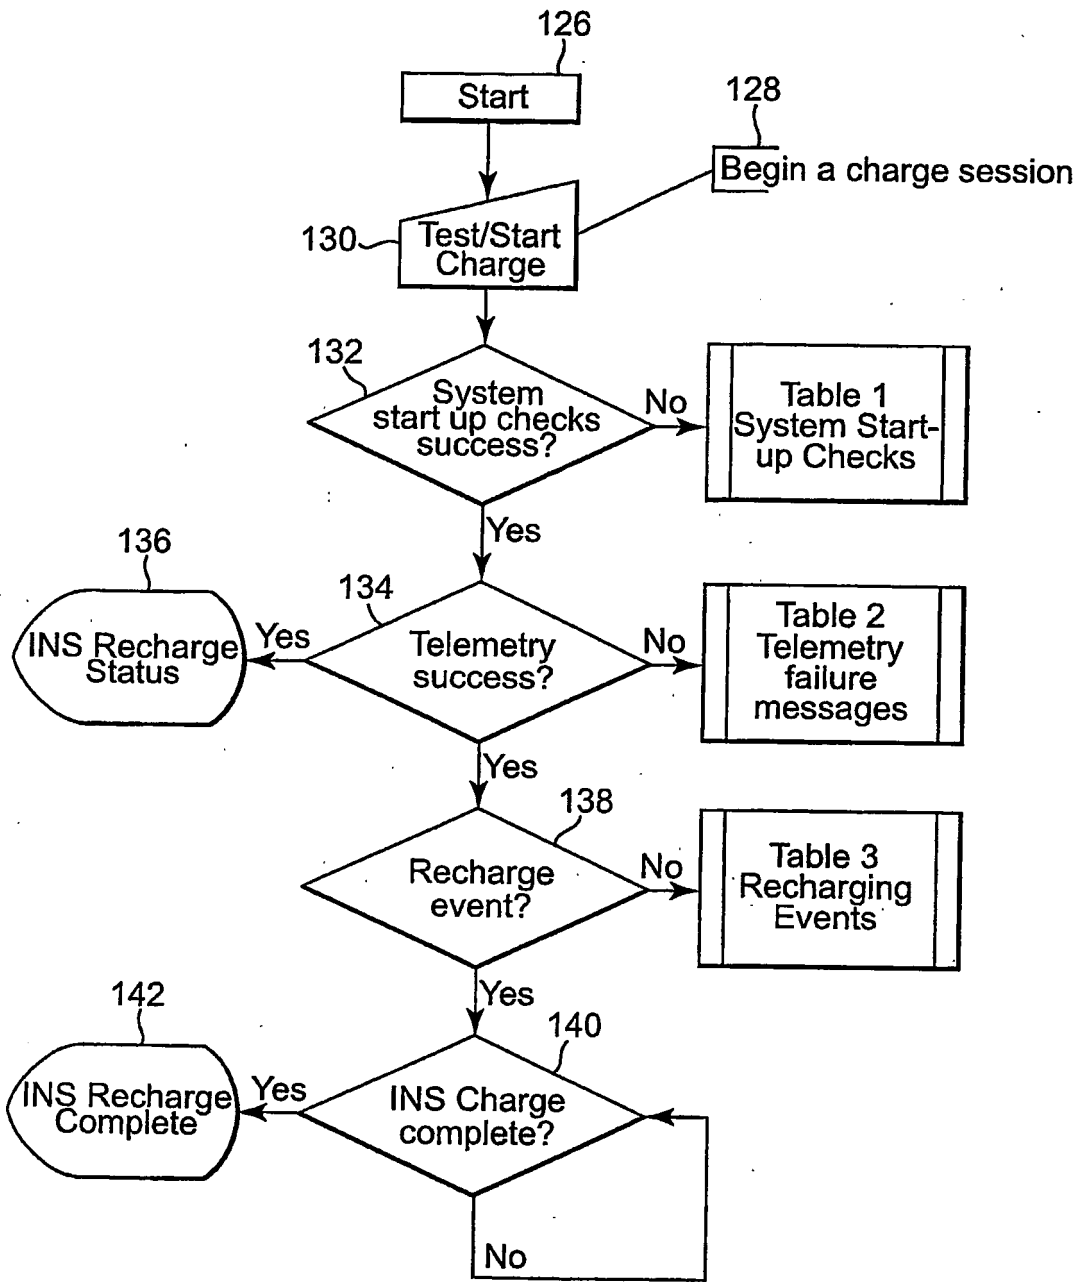 126
Start
128
Begin a charge session
130
Test/Start
Charge
132
System
start up checks
success?
No
Table 1
System Start-
up Checks
Yes
136
134
INS Recharge
Status
Yes
Telemetry
success?
No
Table 2
Telemetry
failure
messages
Yes
138
Recharge
event?
No
Table 3
Recharging
Events
Yes
142
140
INS Recharge
Complete
Yes
INS Charge
complete?
No